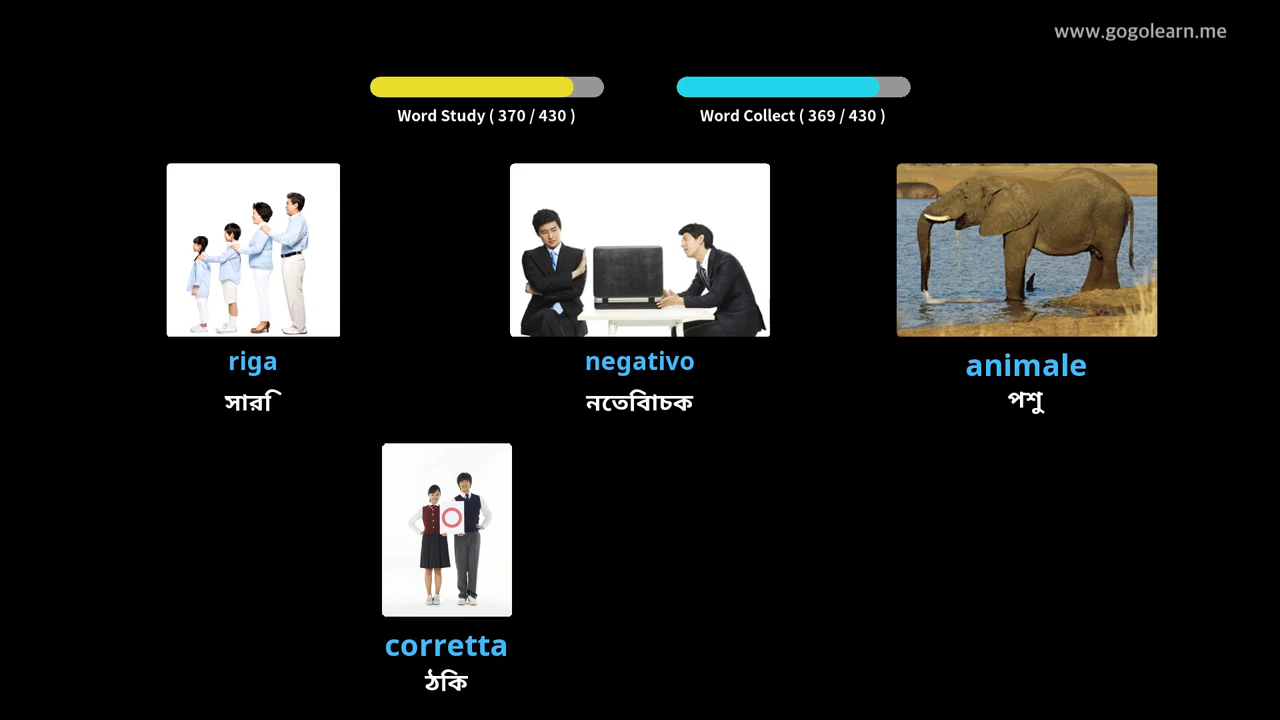 www.gogolearn.me
Word Study ( 370 / 430 )
Word Collect ( 369 / 430 )
riga
negativo
animale
সারি
নেতিবাচক
পশু
corretta
ঠিক